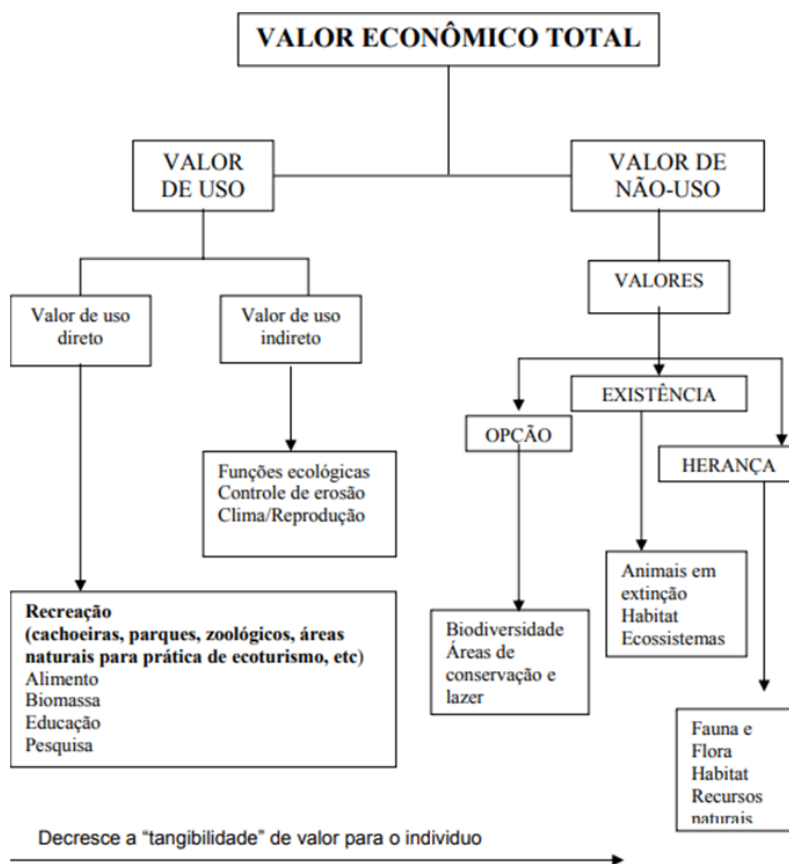 VALOR ECONÔMICO TOTAL
VALOR
DE USO
VALOR DE
NÃO-USO
VALORES
Valor de uso
direto
Valor de uso
indireto
EXISTÊNCIA
OPÇÃO
HERANÇA
Funções ecológicas
Controle de erosão
Clima/Reprodução
Animais em
extinção
Habitat
Ecossistemas
Recreação
(cachoeiras, parques, zoológicos, áreas
naturais para prática de ecoturismo, etc)
Alimento
Biomassa
Educação
Pesquisa
Biodiversidade
Áreas de
conservação e
lazer
Fauna e
Flora
Habitat
Recursos
naturais
Decresce a “tangibilidade” de valor para o individuo